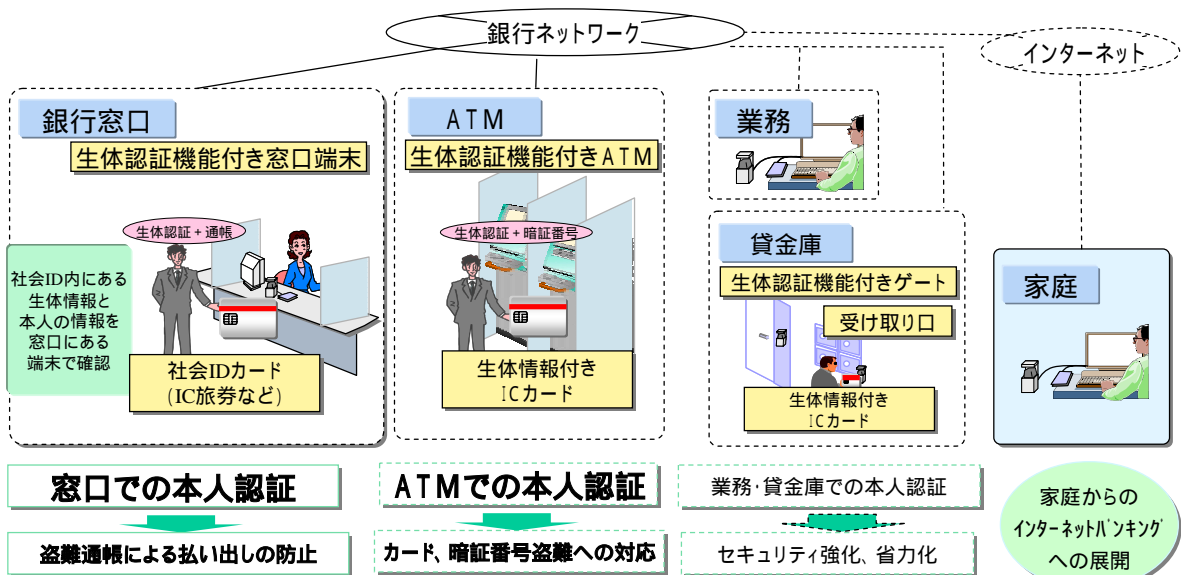 銀行ネットワーク
インターネット
銀行窓口
生体認証機能付き窓口端末
生体認証+通帳
社会ID内にある
生体情報と
本人の情報を
窓口にある
端末で確認
社会IDカード
(IC旅券など)
ATM
生体認証機能付きATM
生体認証+暗証番号
生体情報付き
ICカード
業務
貸金庫
生体認証機能付きゲート
受け取り口
生体情報付き
ICカード
家庭
窓口での本人認証
盗難通帳による払い出しの防止
ATMでの本人認証
カード、暗証番号盗難への対応
業務・貸金庫での本人認証
セキュリティ強化、省力化
家庭からの
インターネットバンキング
への展開